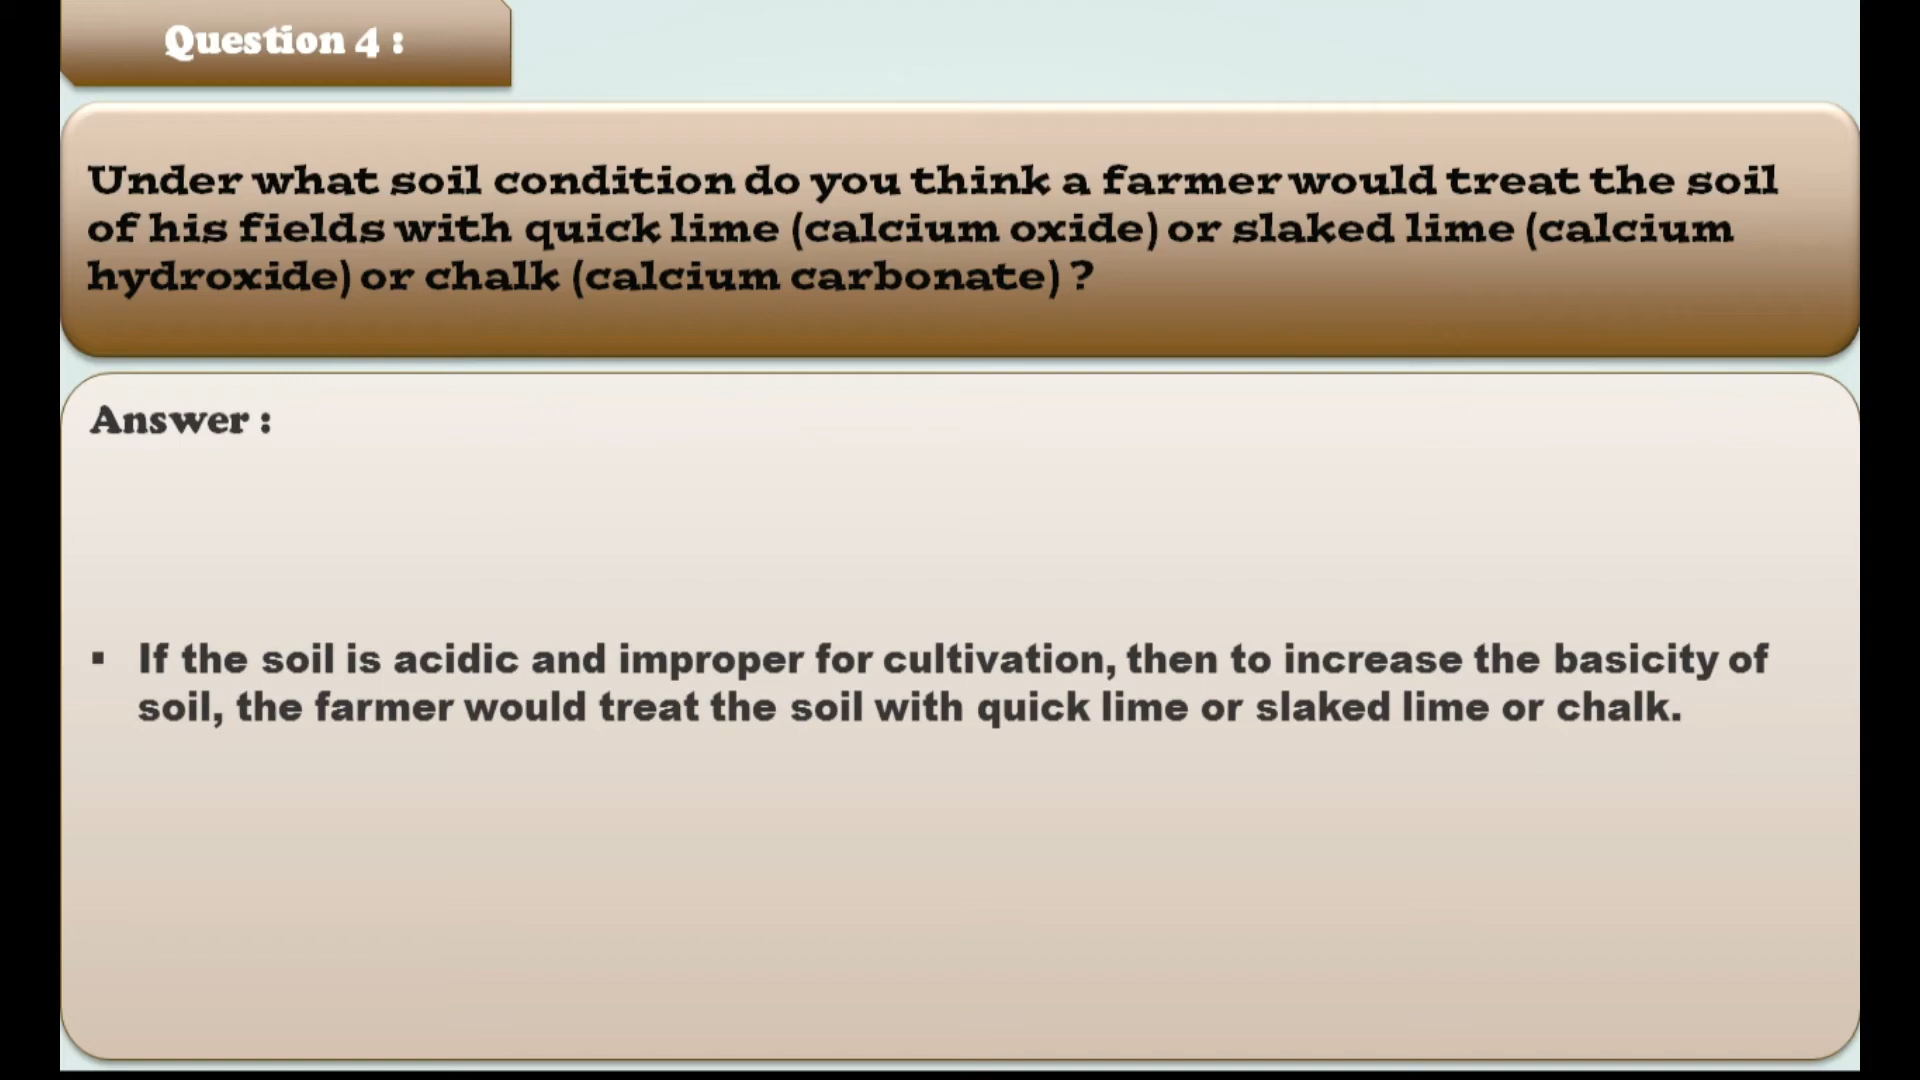 Question 4 :
Under what soil condition do you think a farmer would treat the soil
of his fields with quick lime (calcium oxide) or slaked lime (calcium
hydroxide) or chalk (calcium carbonate) ?
Answer :
▪ If the soil is acidic and improper for cultivation, then to increase the basicity of
soil, the farmer would treat the soil with quick lime or slaked lime or chalk.